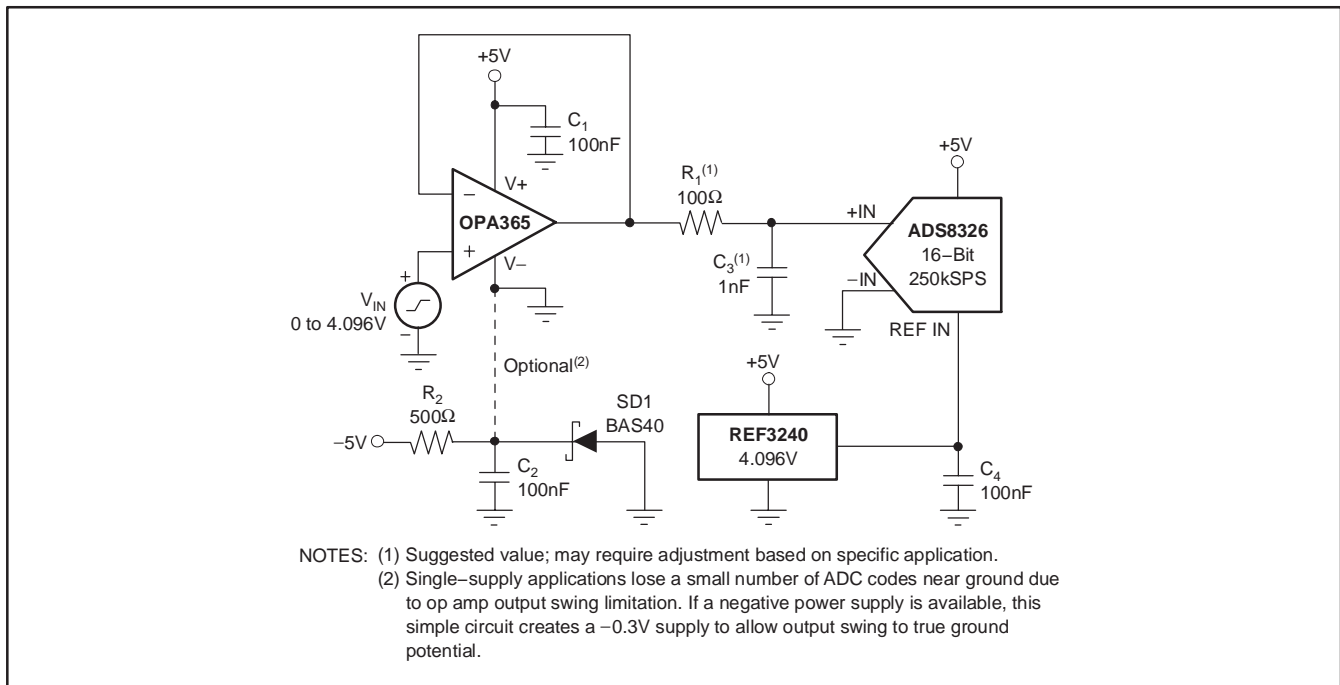 +5V
C1
100nF
V+
−
OPA365
+
V−
+
VIN
0 to 4.096V
−
R1(1)
100Ω
C3(1)
1nF
+5V
+IN
ADS8326
16−Bit
250kSPS
−IN
REF IN
Optional(2)
R2
500Ω
−5V
C2
100nF
SD1
BAS40
+5V
REF3240
4.096V
C4
100nF
NOTES: (1) Suggested value; may require adjustment based on specific application.
(2) Single−supply applications lose a small number of ADC codes near ground due
to op amp output swing limitation. If a negative power supply is available, this
simple circuit creates a −0.3V supply to allow output swing to true ground
potential.